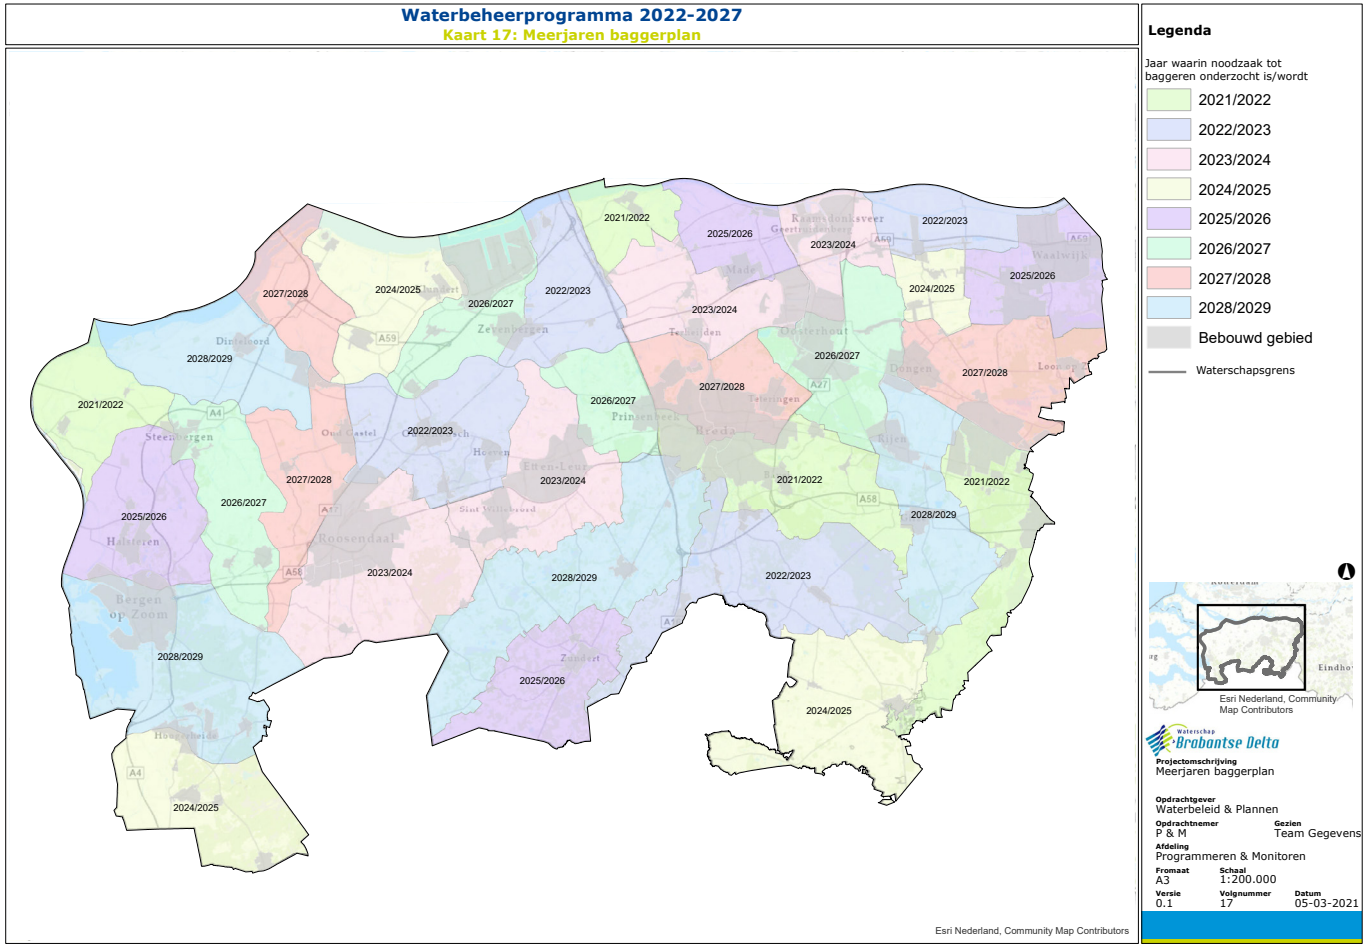 Waterbeheerprogramma 2022-2027
Kaart 17: Meerjaren baggerplan
2021/2022
2025/2026
Raamsdonksveer
Geertruidenberg
2023/2024
2022/2023
A59
A59
Waalwijk
2025/2026
2027/2028
2024/2025
2026/2027
2022/2023
Made
2024/2025
Zevenbergen
2023/2024
Terheijden
Oosterhout
A59
Dinteloord
2028/2029
2026/2027
Dongen
2027/2028
Loon op
2027/2028
A27
Teteringen
2021/2022
A4
2026/2027
Prinsenbeek
Breda
Steenbergen
Oud Gastel
2022/2023
Hoeven
Rijen
Etten-Leur
2023/2024
2027/2028
2021/2022
2021/2022
2026/2027
A58
2025/2026
A17
Sint Willebrord
2028/2029
Halsteren
Roosendaal
A58
2023/2024
2028/2029
2022/2023
Bergen
op Zoom
2028/2029
Zundert
2025/2026
2024/2025
Hoogerheide
A4
2024/2025
Esri Nederland, Community Map Contributors
Legenda
Jaar waarin noodzaak tot
baggeren onderzocht is/wordt
2021/2022
2022/2023
2023/2024
2024/2025
2025/2026
2026/2027
2027/2028
2028/2029
Bebouwd gebied
Waterschapsgrens
Eindho
Esri Nederland, Community
Map Contributors
Waterschap
Brabantse Delta
Projectomschrijving
Meerjaren baggerplan
Opdrachtgever
Waterbeleid & Plannen
Opdrachtnemer Gezien
P & M Team Gegevens
Afdeling
Programmeren & Monitoren
Fromaat Schaal
A3 1:200.000
Versie Volgnummer Datum
0.1 17 05-03-2021